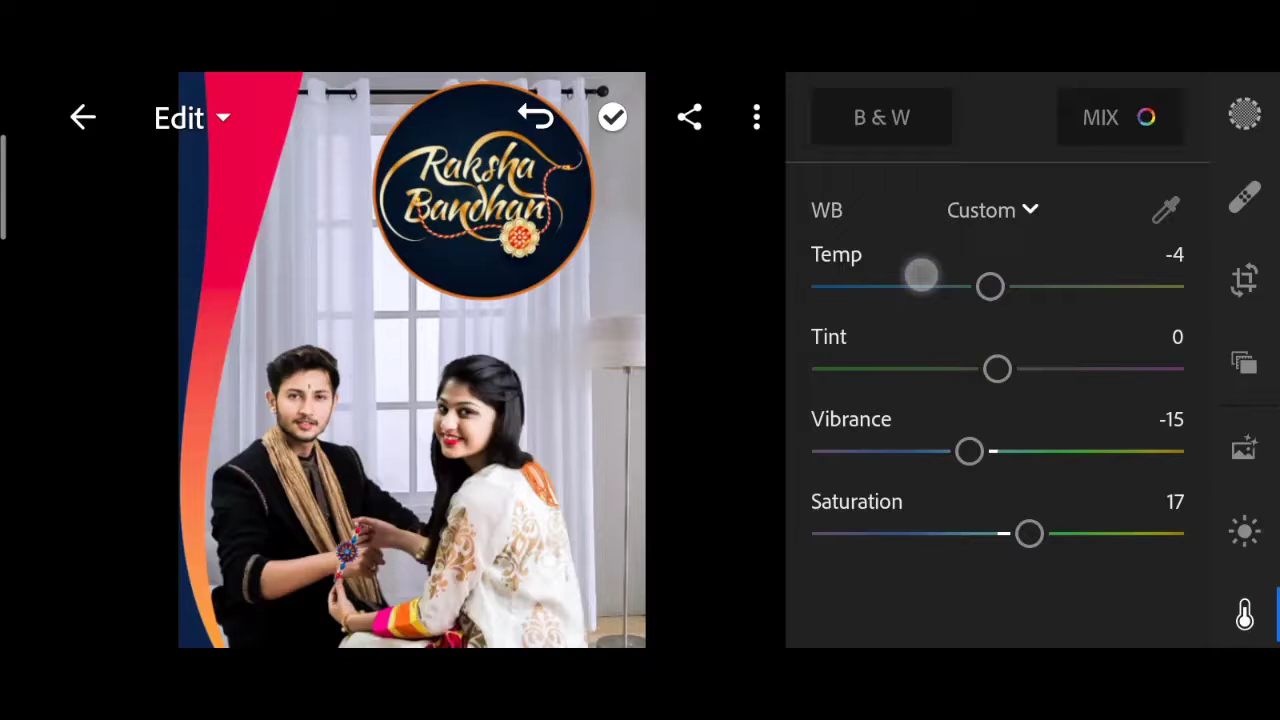 Edit
B & W
MIX
Raksha
Bandhan
WB
Custom
Temp
-4
Tint
0
Vibrance
-15
Saturation
17